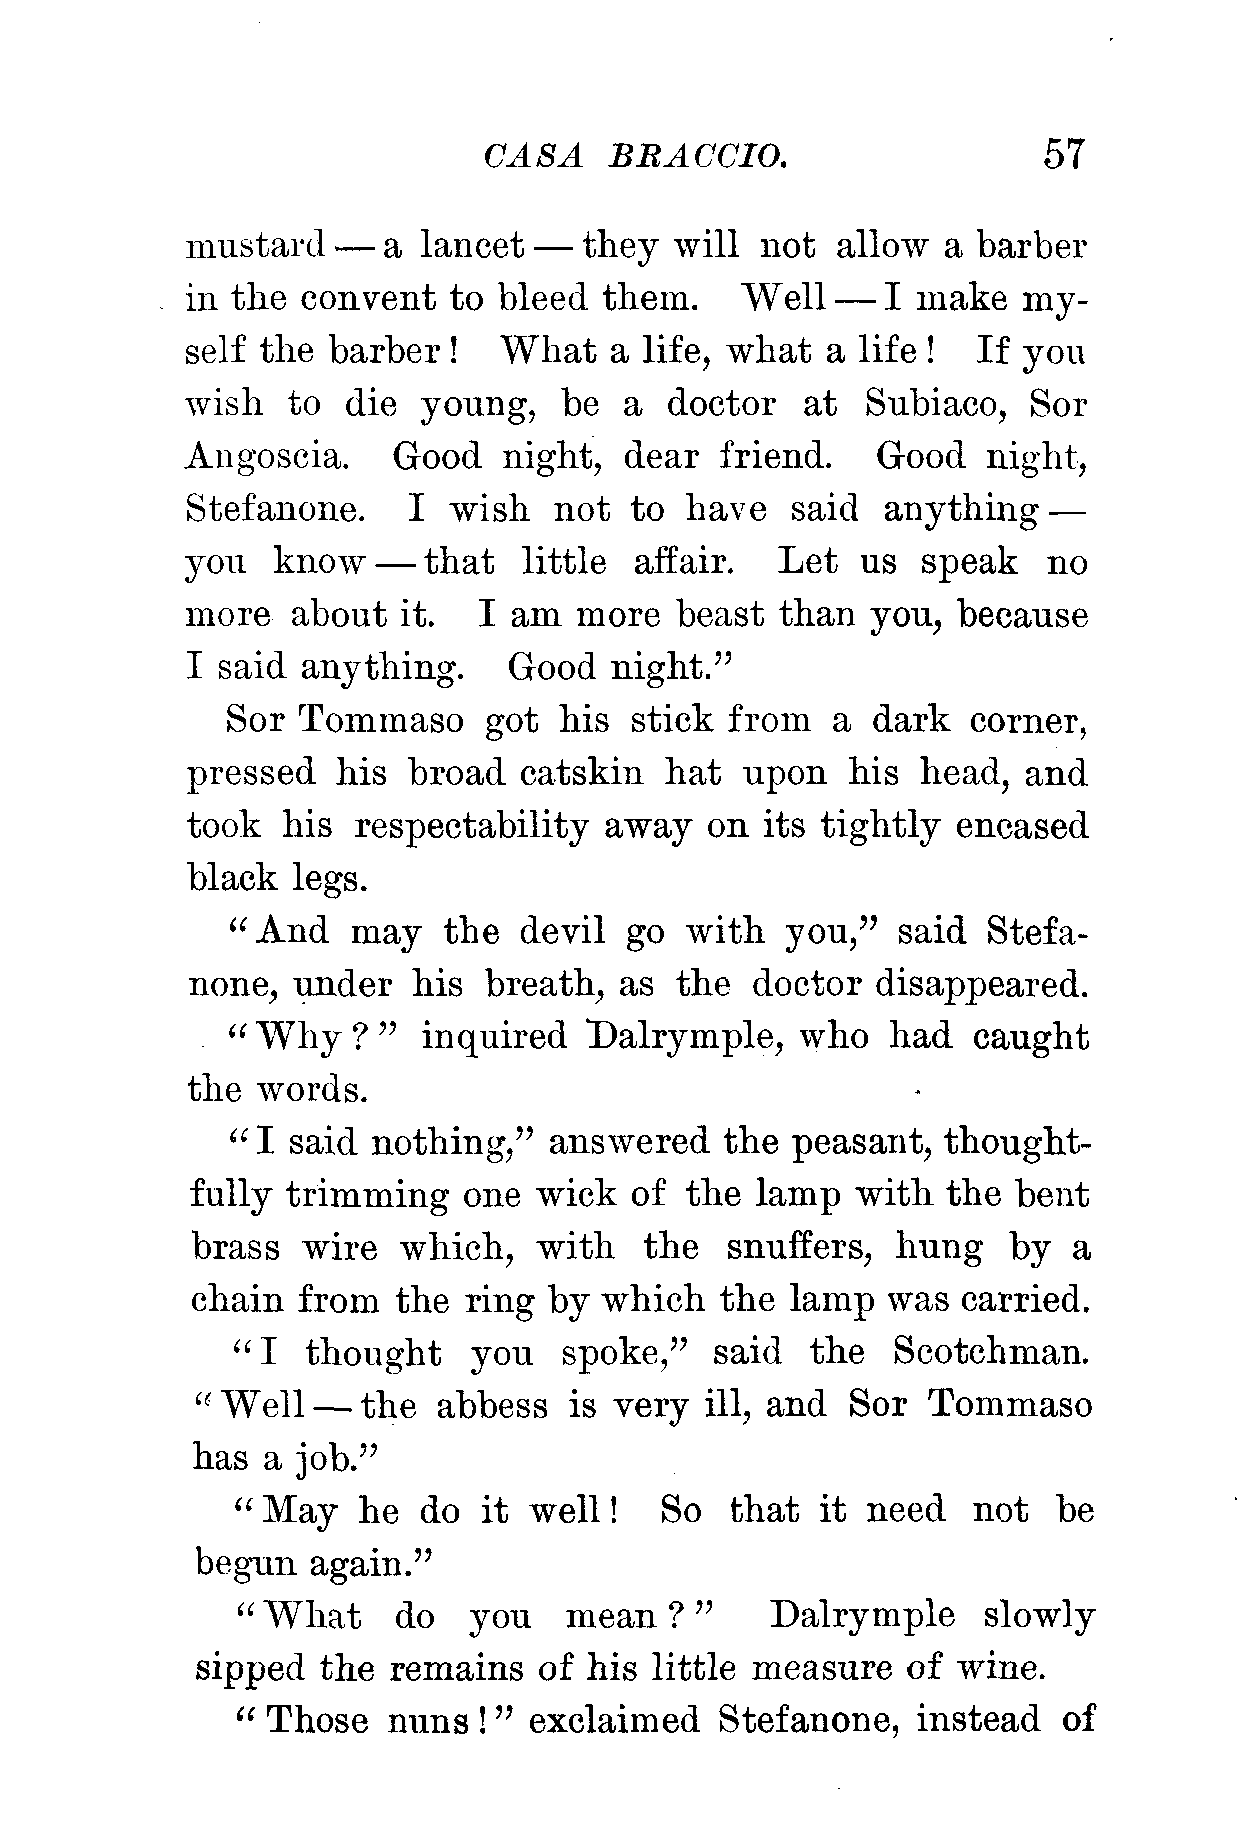 CASA BRACCIO. 57
mustard — a lancet — they will not allow a barber
in the convent to bleed them. Well — I make my-
self the barber! What a life, what a life! If you
wish to die young, be a doctor at Subiaco, Sor
Angoscia. Good night, dear friend. Good night,
Stefanone. I wish not to have said anything —
you know — that little affair. Let us speak no
more about it. I am more beast than you, because
I said anything. Good night.”
Sor Tommaso got his stick from a dark corner,
pressed his broad catskin hat upon his head, and
took his respectability away on its tightly encased
black legs.
“And may the devil go with you,” said Stefa-
none, under his breath, as the doctor disappeared.
“Why?” inquired Dalrymple, who had caught
the words.
“I said nothing,” answered the peasant, thought-
fully trimming one wick of the lamp with the bent
brass wire which, with the snuffers, hung by a
chain from the ring by which the lamp was carried.
“I thought you spoke,” said the Scotchman.
“Well — the abbess is very ill, and Sor Tommaso
has a job.”
“May he do it well! So that it need not be
begun again.”
“What do you mean?” Dalrymple slowly
sipped the remains of his little measure of wine.
“Those nuns!” exclaimed Stefanone, instead of